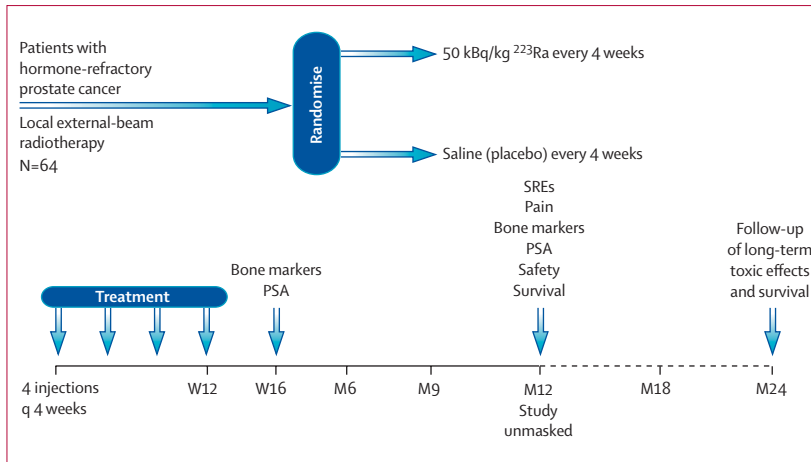 Patients with
hormone-refractory
prostate cancer
Local external-beam
radiotherapy
N=64
Randomise
50 kBq/kg ²²³Ra every 4 weeks
Saline (placebo) every 4 weeks
Treatment
Bone markers
PSA
SREs
Pain
Bone markers
PSA
Safety
Survival
Follow-up
of long-term
toxic effects
and survival
4 injections
q 4 weeks
W12
W16
M6
M9
M12
Study
unmasked
M18
M24